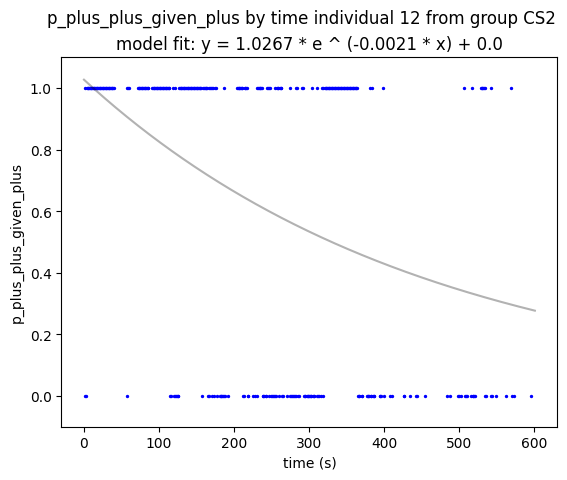 p_plus_plus_given_plus by time individual 12 from group CS2
model fit: y = 1.0267 * e ^ (-0.0021 * x) + 0.0
1.0
0.8
0.6
0.4
0.2
0.0
p_plus_plus_given_plus
0 100 200 300 400 500 600
time (s)